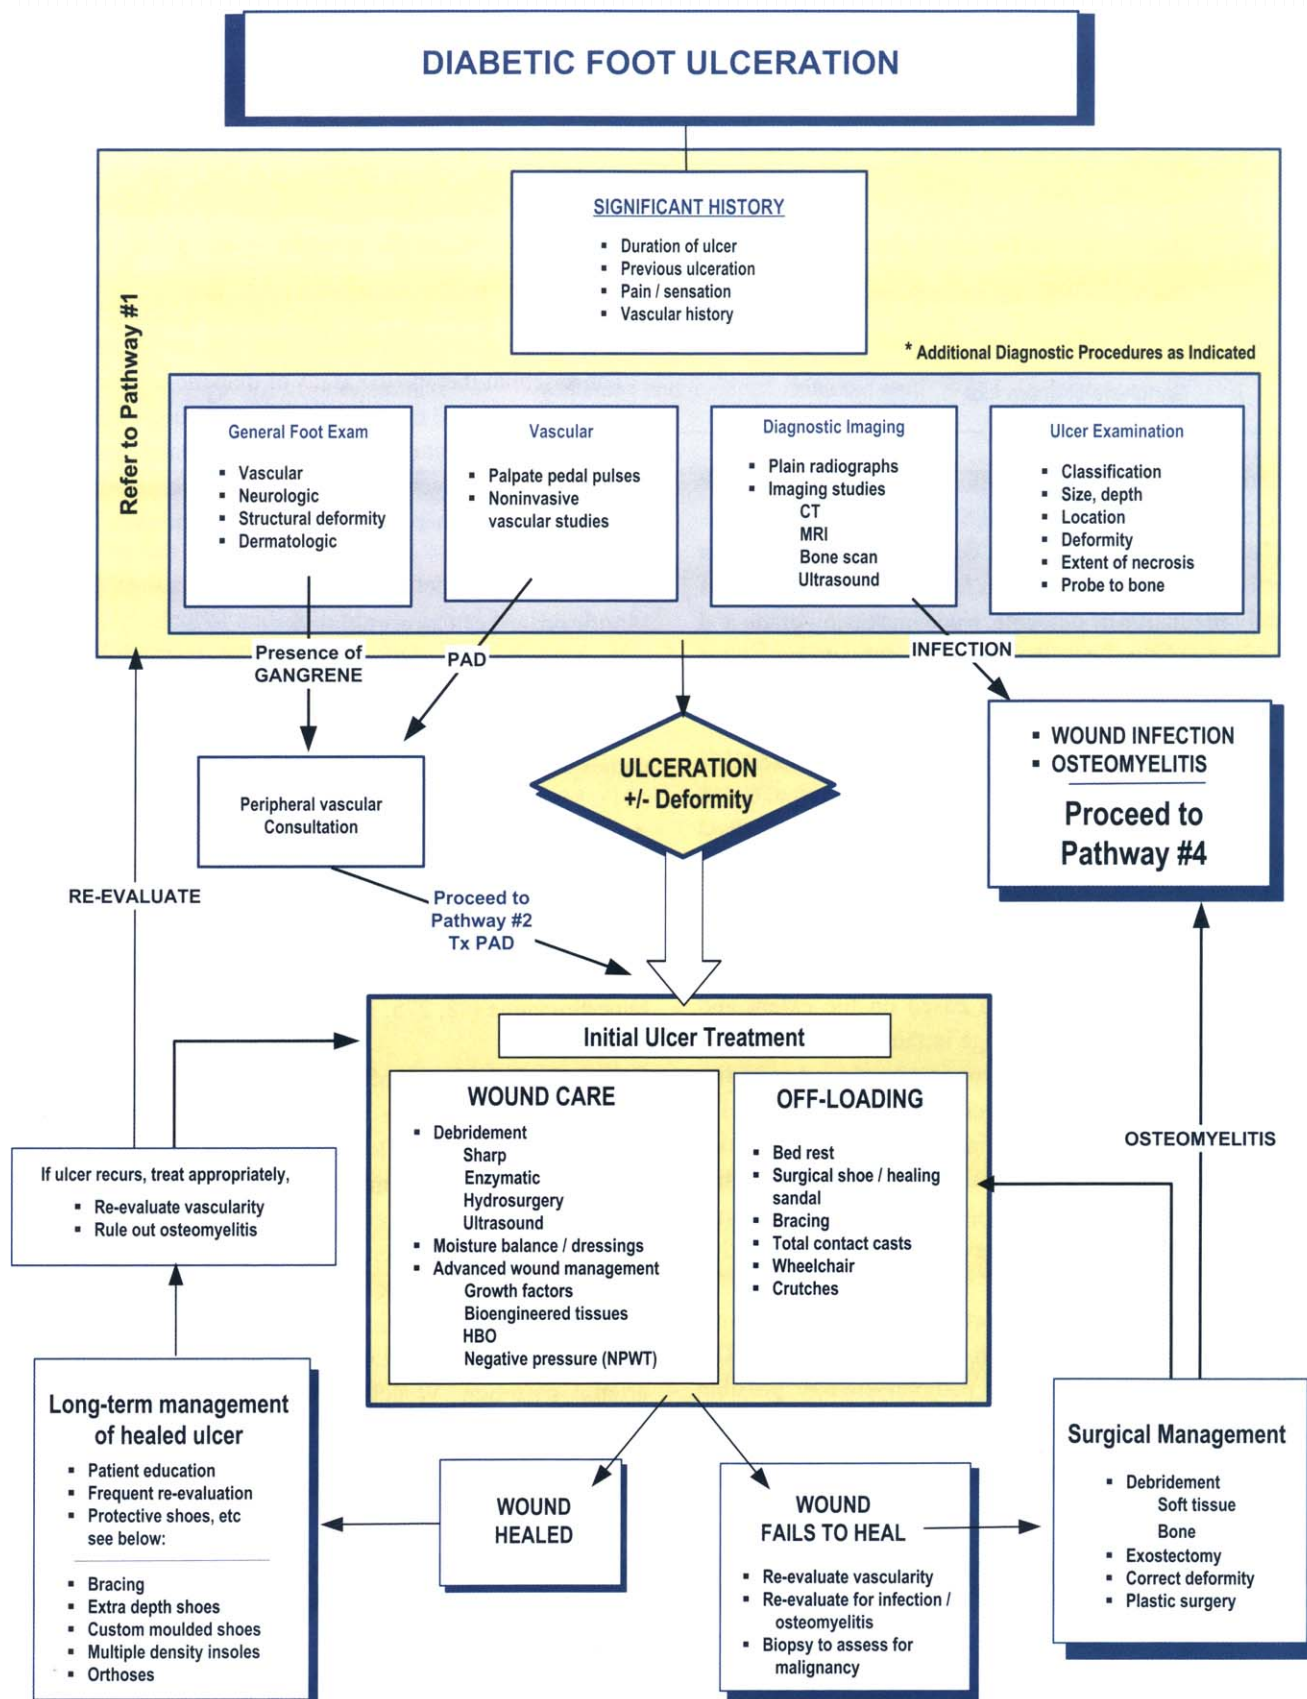 DIABETIC FOOT ULCERATION
Refer to Pathway #1
SIGNIFICANT HISTORY
▪ Duration of ulcer
▪ Previous ulceration
▪ Pain / sensation
▪ Vascular history
* Additional Diagnostic Procedures as Indicated
General Foot Exam
▪ Vascular
▪ Neurologic
▪ Structural deformity
▪ Dermatologic
Vascular
▪ Palpate pedal pulses
▪ Noninvasive
vascular studies
Diagnostic Imaging
▪ Plain radiographs
▪ Imaging studies
CT
MRI
Bone scan
Ultrasound
Ulcer Examination
▪ Classification
▪ Size, depth
▪ Location
▪ Deformity
▪ Extent of necrosis
▪ Probe to bone
Presence of
GANGRENE
PAD
INFECTION
Peripheral vascular
Consultation
ULCERATION
+/- Deformity
▪ WOUND INFECTION
▪ OSTEOMYELITIS
Proceed to
Pathway #4
RE-EVALUATE
Proceed to
Pathway #2
Tx PAD
Initial Ulcer Treatment
WOUND CARE
▪ Debridement
Sharp
Enzymatic
Hydrosurgery
Ultrasound
▪ Moisture balance / dressings
▪ Advanced wound management
Growth factors
Bioengineered tissues
HBO
Negative pressure (NPWT)
OFF-LOADING
▪ Bed rest
▪ Surgical shoe / healing
sandal
▪ Bracing
▪ Total contact casts
▪ Wheelchair
▪ Crutches
OSTEOMYELITIS
If ulcer recurs, treat appropriately,
▪ Re-evaluate vascularity
▪ Rule out osteomyelitis
Long-term management
of healed ulcer
▪ Patient education
▪ Frequent re-evaluation
▪ Protective shoes, etc
see below:
▪ Bracing
▪ Extra depth shoes
▪ Custom moulded shoes
▪ Multiple density insoles
▪ Orthoses
WOUND
HEALED
WOUND
FAILS TO HEAL
▪ Re-evaluate vascularity
▪ Re-evaluate for infection /
osteomyelitis
▪ Biopsy to assess for
malignancy
Surgical Management
▪ Debridement
Soft tissue
Bone
▪ Exostectomy
▪ Correct deformity
▪ Plastic surgery